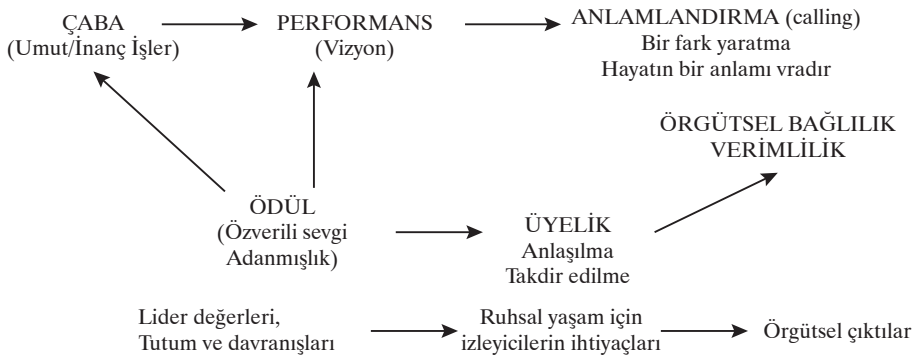 ÇABA
(Umut/İnanç İşler)
PERFORMANS
(Vizyon)
ANLAMLANDIRMA (calling)
Bir fark yaratma
Hayatın bir anlamı vradır
ÖRGÜTSEL BAĞLILIK
VERİMLİLİK
ÖDÜL
(Özverili sevgi
Adanmışlık)
ÜYELİK
Anlaşılma
Takdir edilme
Lider değerleri,
Tutum ve davranışları
Ruhsal yaşam için
izleyicilerin ihtiyaçları
Örgütsel çıktılar